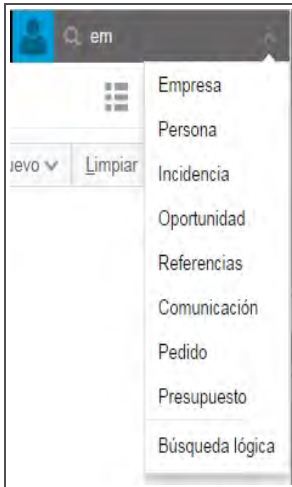 em
Empresa
Persona
uevo Limpiar
Incidencia
Oportunidad
Referencias
Comunicación
Pedido
Presupuesto
Búsqueda lógica